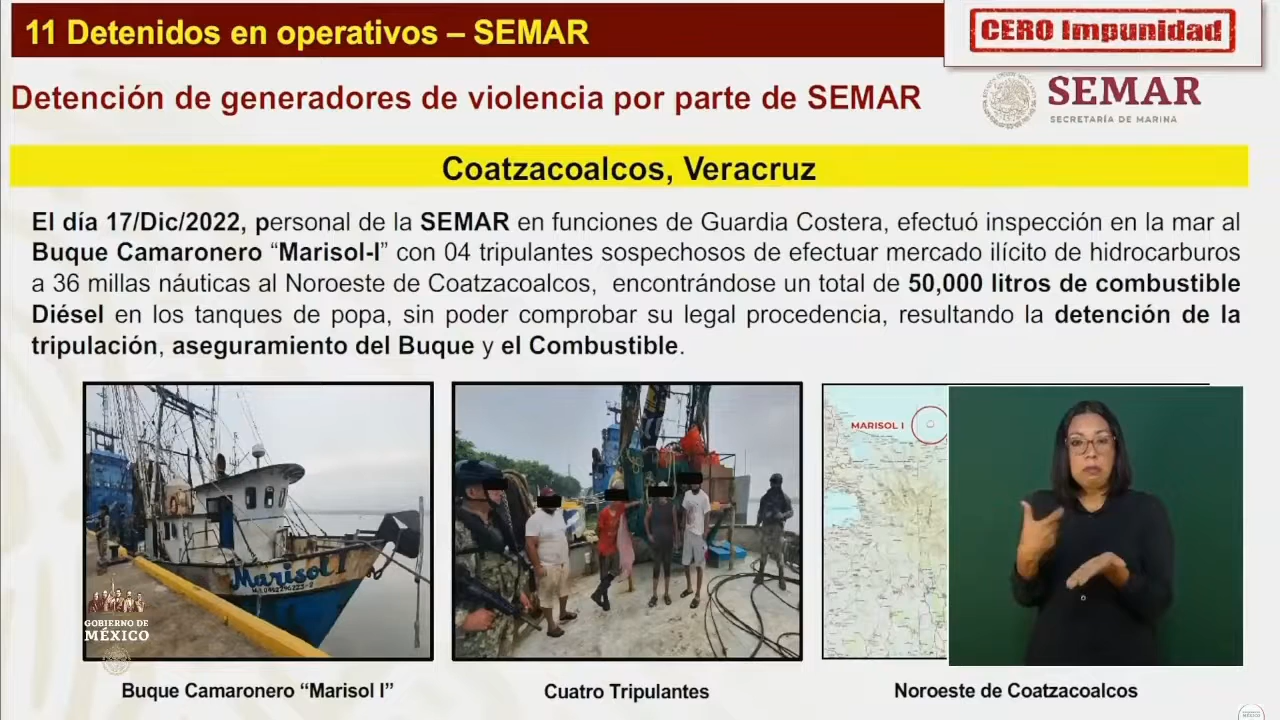 11 Detenidos en operativos – SEMAR
CERO Impunidad
Detención de generadores de violencia por parte de SEMAR
SEMAR
SECRETARÍA DE MARINA
Coatzacoalcos, Veracruz
El día 17/Dic/2022, personal de la SEMAR en funciones de Guardia Costera, efectuó inspección en la mar al
Buque Camaronero “Marisol-I” con 04 tripulantes sospechosos de efectuar mercado ilícito de hidrocarburos
a 36 millas náuticas al Noroeste de Coatzacoalcos, encontrándose un total de 50,000 litros de combustible
Diésel en los tanques de popa, sin poder comprobar su legal procedencia, resultando la detención de la
tripulación, aseguramiento del Buque y el Combustible.
MARISOL I
Marisol I
GOBIERNO DE
MÉXICO
Buque Camaronero “Marisol I”
Cuatro Tripulantes
Noroeste de Coatzacoalcos